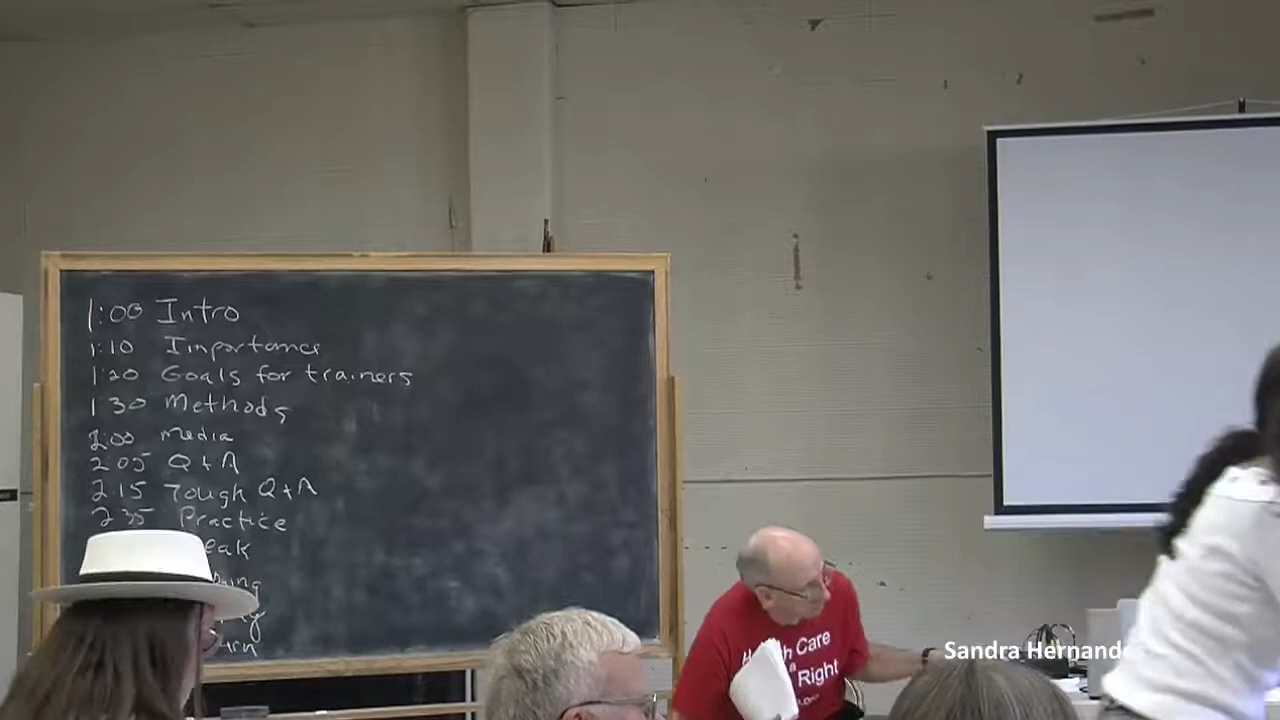 1:00 Intro
1:10 Importance
1:20 Goals for trainers
1:30 Methods
2:00 Media
2:05 Q+A
2:15 Tough Q+A
2:35 Practice
Care
Right
Sandra Hernande